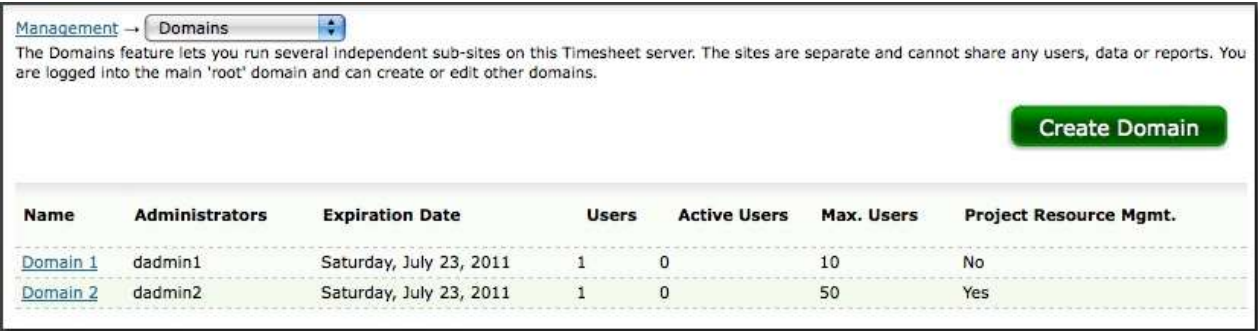 Management → Domains
The Domains feature lets you run several independent sub-sites on this Timesheet server. The sites are separate and cannot share any users, data or reports. You
are logged into the main 'root' domain and can create or edit other domains.
Create Domain
Name Administrators Expiration Date Users Active Users Max. Users Project Resource Mgmt.
Domain 1 dadmin1 Saturday, July 23, 2011 1 0 10 No
Domain 2 dadmin2 Saturday, July 23, 2011 1 0 50 Yes